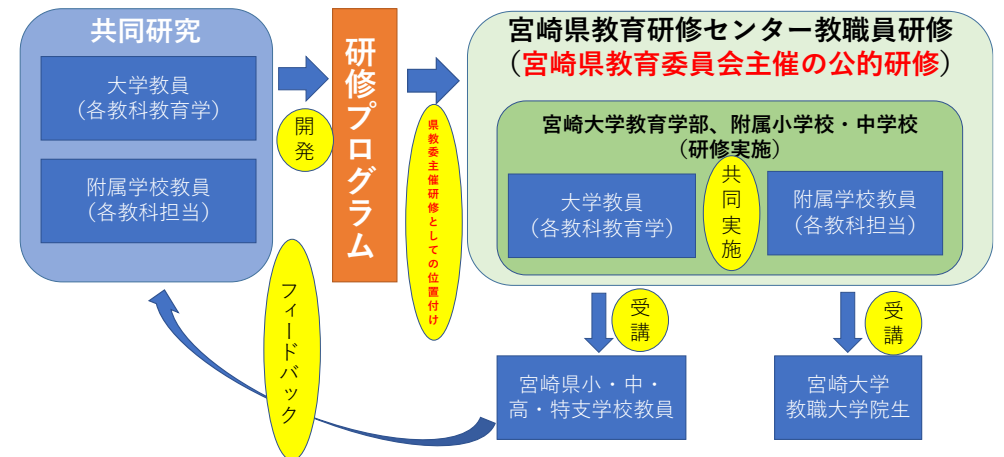 共同研究
大学教員
(各教科教育学)
附属学校教員
(各教科担当)
開発
研修プログラム
県教委主催研修としての位置付け
宮崎県教育研修センター教職員研修
(宮崎県教育委員会主催の公的研修)
宮崎大学教育学部、附属小学校・中学校
(研修実施)
大学教員
(各教科教育学)
共同実施
附属学校教員
(各教科担当)
受講
受講
宮崎県小・中・
高・特支学校教員
宮崎大学
教職大学院生
フィードバック